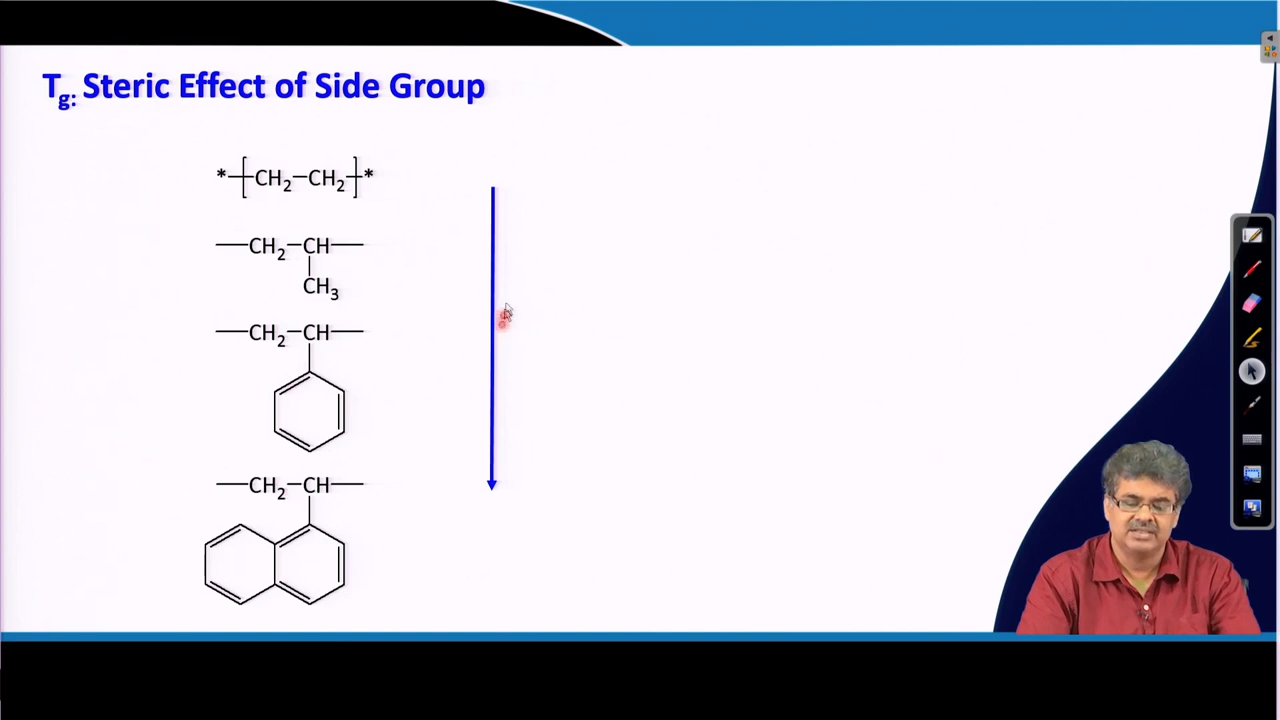 Tg: Steric Effect of Side Group
*-[CH2-CH2]-*
—CH2-CH—
CH3
—CH2-CH—
—CH2-CH—